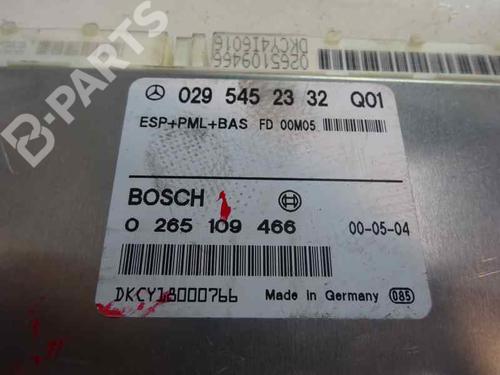 0265109466
DKCY4I6016
029 545 23 32 Q01
ESP+PML+BAS FD 00M05
BOSCH
0 265 109 466 00-05-04
DKCY18000766 Made in Germany 085
B-PARTS